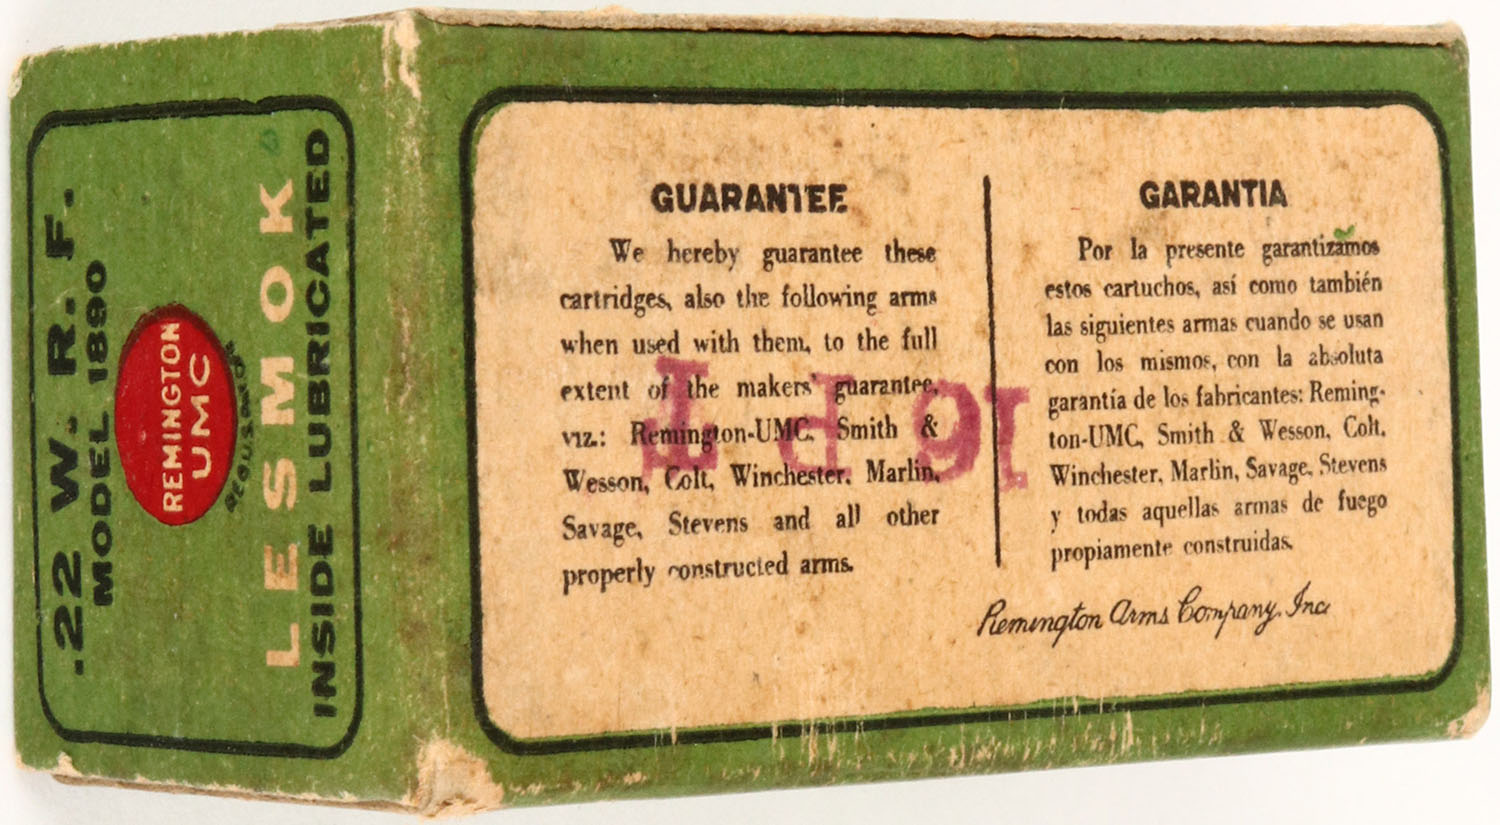 .22 W. R. F.
MODEL 1890
REMINGTON
UMC
LESMOK
INSIDE LUBRICATED
GUARANTEE
We hereby guarantee these
cartridges, also the following arms
when used with them, to the full
extent of the makers' guarantee,
viz.: Remington-UMC, Smith &
Wesson, Colt, Winchester, Marlin,
Savage, Stevens and all other
properly constructed arms.
GARANTIA
Por la presente garantizamos
estos cartuchos, así como también
las siguientes armas cuando se usan
con los mismos, con la absoluta
garantía de los fabricantes: Reming-
ton-UMC, Smith & Wesson, Colt,
Winchester, Marlin, Savage, Stevens
y todas aquellas armas de fuego
propiamente construidas.
Remington Arms Company, Inc.